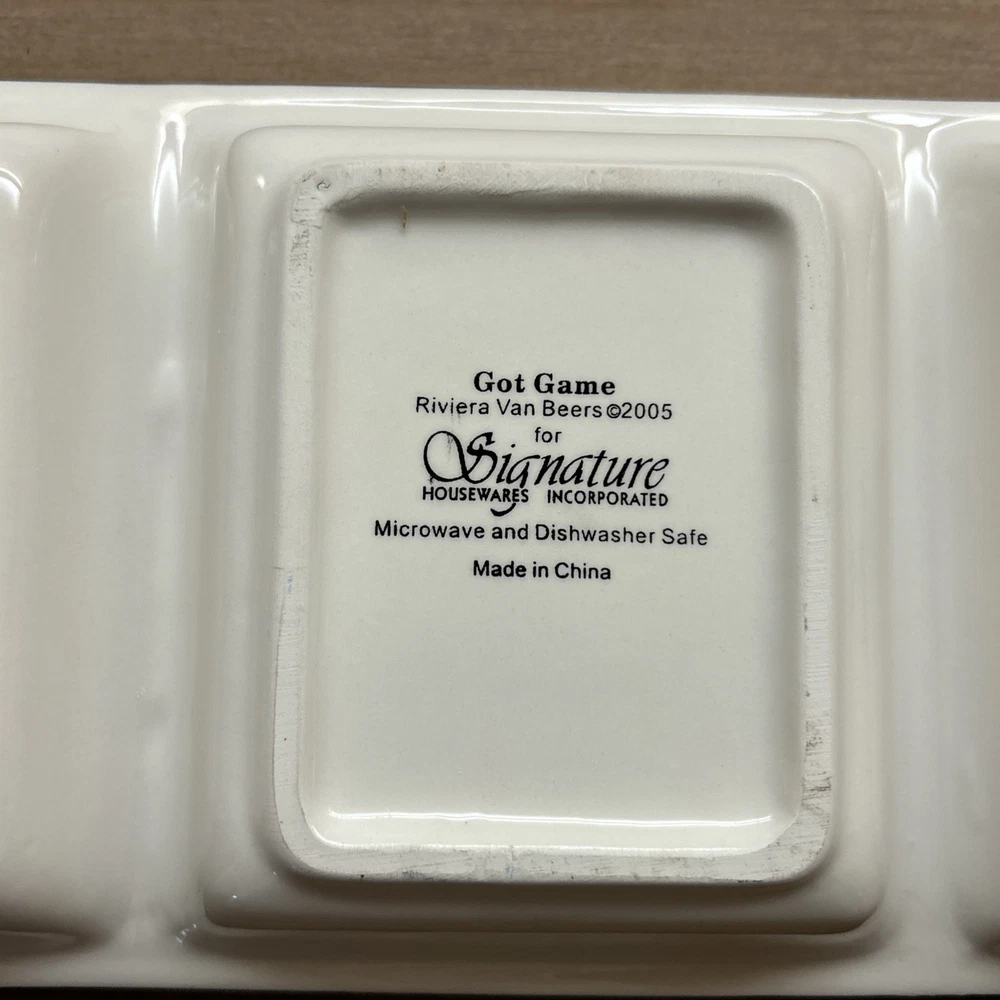 Got Game
Riviera Van Beers ©2005
for
Signature
HOUSEWARES INCORPORATED
Microwave and Dishwasher Safe
Made in China